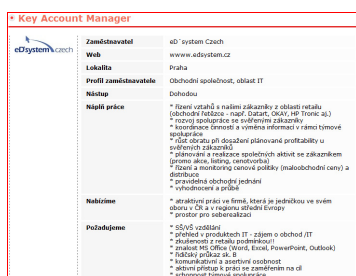 * Key Account Manager
eDsystem czech
Zaměstnavatel eD´system Czech
Web wwww.edsystem.cz
Lokalita Praha
Profil zaměstnavatele Obchodní společnost, oblast IT
Nástup Dohodou
Náplň práce * řízení vztahů s našimi zákazníky z oblasti retailu
(obchodní řetězce - např. Datart, OKAY, HP Tronic aj.)
* rozvoj spolupráce se svěřenými zákazníky
* koordinace činností a výměna informací v rámci týmové
spolupráce
* růst obratu při dosažení plánované profitability u
svěřených zákazníků
* plánování a realizace společných aktivit se zákazníkem
(promo akce, listing, cenotvorba)
* řízení a monitoring cenové politiky (maloobchodní ceny) a
distribuce
* pravidelná obchodní jednání
* vyhodnocení a průbě
Nabízíme * atraktivní práci ve firmě, která je jedničkou ve svém
oboru v ČR a v regionu střední Evropy
* prostor pro seberealizaci
Požadujeme * SŠ/VŠ vzdělání
* přehled v produktech IT - zájem o obchod /IT
* zkušenosti z retailu podmínkou!!
* znalost MS Office (Word, Excel, PowerPoint, Outlook)
* řidičský průkaz sk. B
* komunikativní a asertivní osobnost
* aktivní přístup k práci se zaměřením na cíl
* schopnost týmové spolupráce